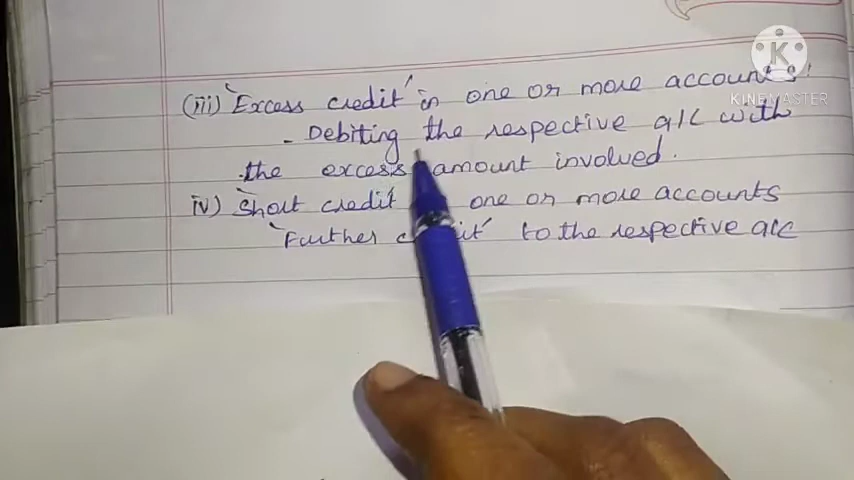 (iii) 'Excess credit' in one or more accounts:
- Debiting the respective a/c with
the excess amount involved.
iv) 'Short credit' one or more accounts
'Further credit' to the respective a/c
KINEMASTER